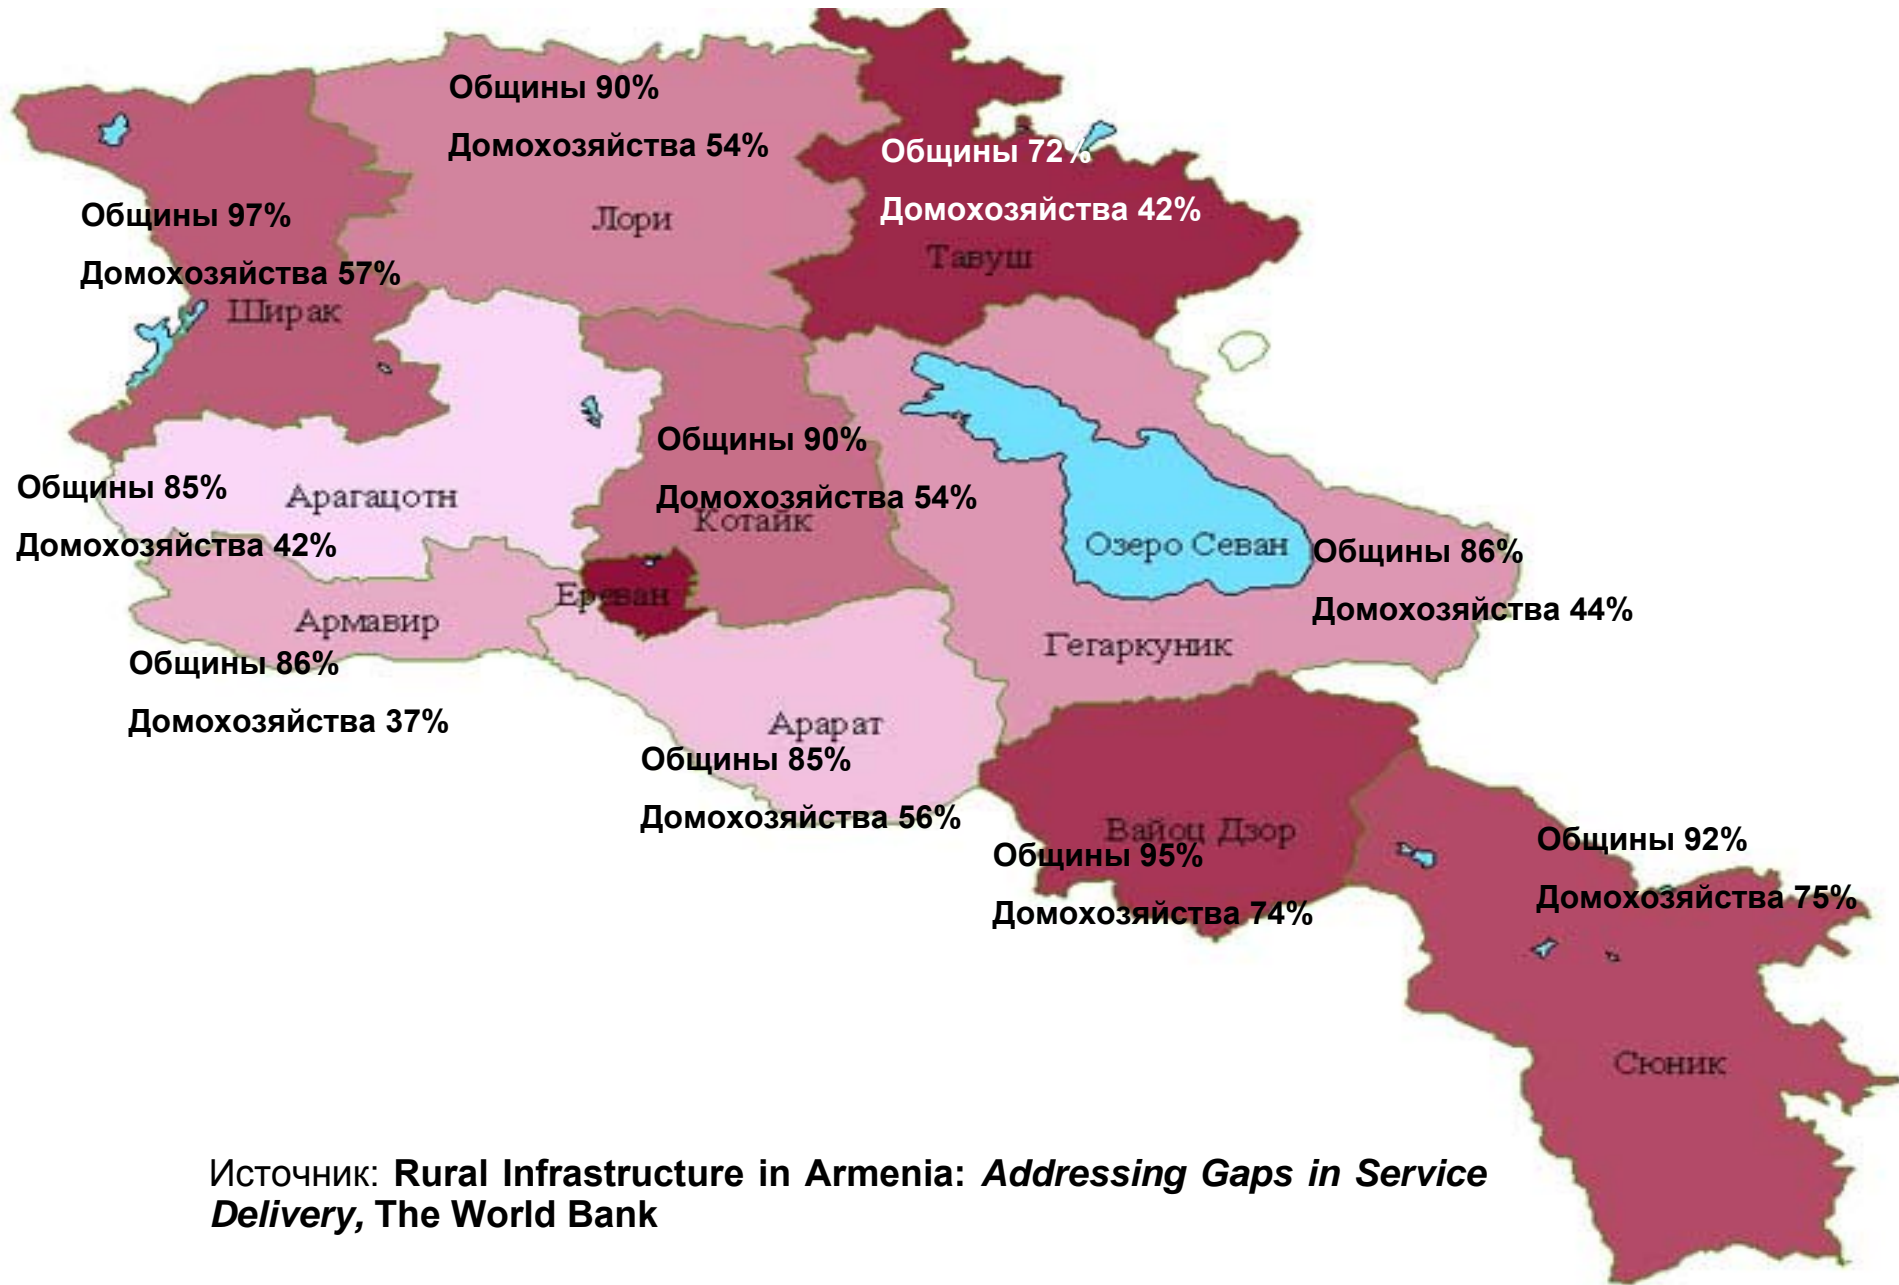 Общины 90%
Домохозяйства 54%
Лори
Общины 72%
Домохозяйства 42%
Тавуш
Общины 97%
Домохозяйства 57%
Ширак
Общины 90%
Домохозяйства 54%
Котайк
Общины 85%
Домохозяйства 42%
Арагацотн
Озеро Севан
Общины 86%
Домохозяйства 44%
Гегаркуник
Ереван
Армавир
Общины 86%
Домохозяйства 37%
Арарат
Общины 85%
Домохозяйства 56%
Вайоц Дзор
Общины 95%
Домохозяйства 74%
Общины 92%
Домохозяйства 75%
Сюник
Источник: Rural Infrastructure in Armenia: Addressing Gaps in Service
Delivery, The World Bank